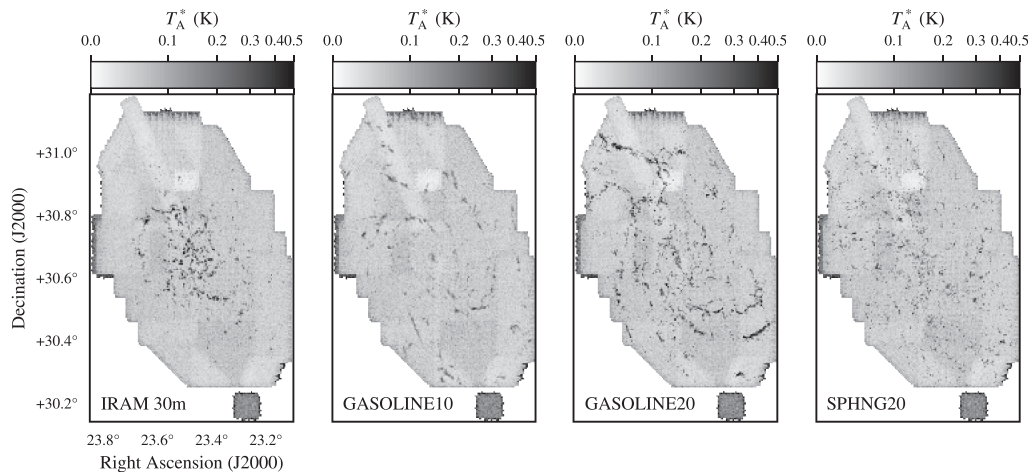 T*A (K) T*A (K) T*A (K) T*A (K)
0.0 0.1 0.2 0.3 0.40.5 0.0 0.1 0.2 0.3 0.40.5 0.0 0.1 0.2 0.3 0.40.5 0.0 0.1 0.2 0.3 0.40.5
+31.0°
+30.8°
+30.6°
+30.4°
+30.2°
Decination (J2000)
IRAM 30m GASOLINE10 GASOLINE20 SPHNG20
23.8° 23.6° 23.4° 23.2°
Right Ascension (J2000)